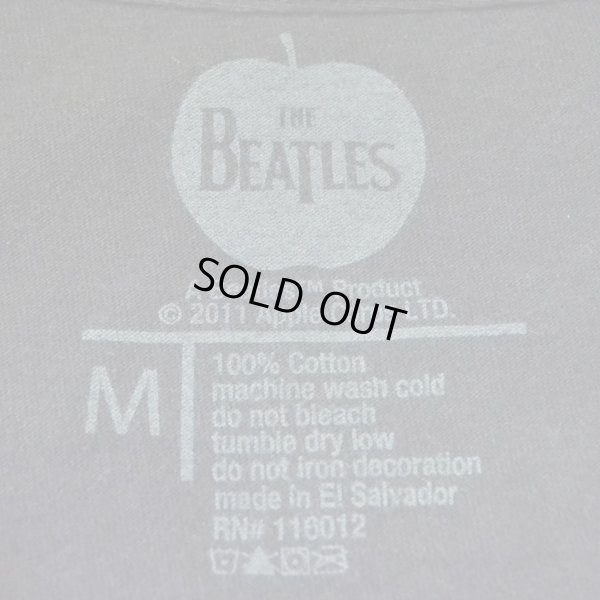 THE
BEATLES
SOLD OUT
A Product
© 2011 Apple LTD.
M
100% Cotton
machine wash cold
do not bleach
tumble dry low
do not iron decoration
made in El Salvador
RN# 116012